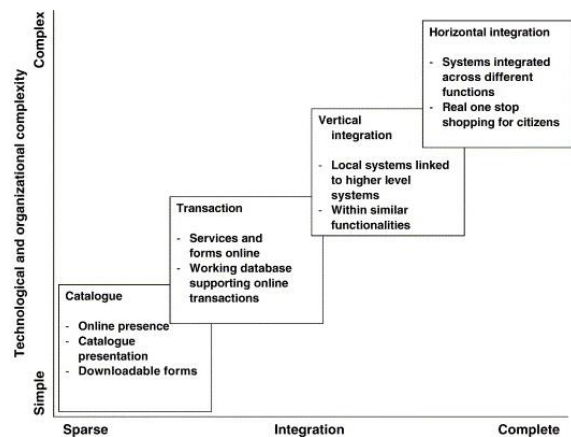 Complex
Technological and organizational complexity
Simple
Horizontal integration
- Systems integrated
across different
functions
- Real one stop
shopping for citizens
Vertical
integration
- Local systems linked
to higher level
systems
- Within similar
functionalities
Transaction
- Services and
forms online
- Working database
supporting online
transactions
Catalogue
- Online presence
- Catalogue
presentation
- Downloadable forms
Sparse
Integration
Complete